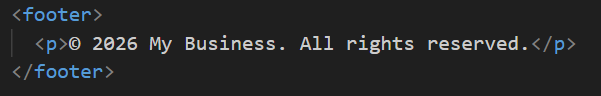 <footer>
<p>© 2026 My Business. All rights reserved.</p>
</footer>